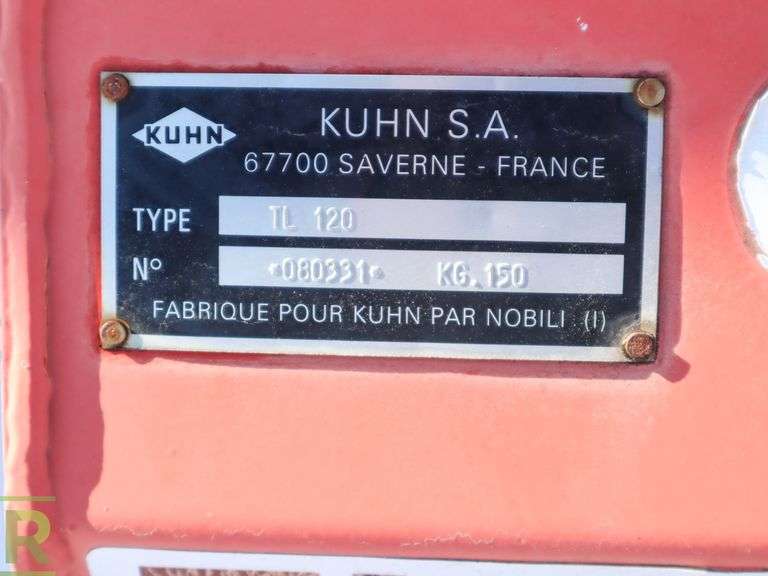 KUHN
KUHN S.A.
67700 SAVERNE - FRANCE
TYPE TL 120
N° *080331* KG.150
FABRIQUE POUR KUHN PAR NOBILI (I)
R